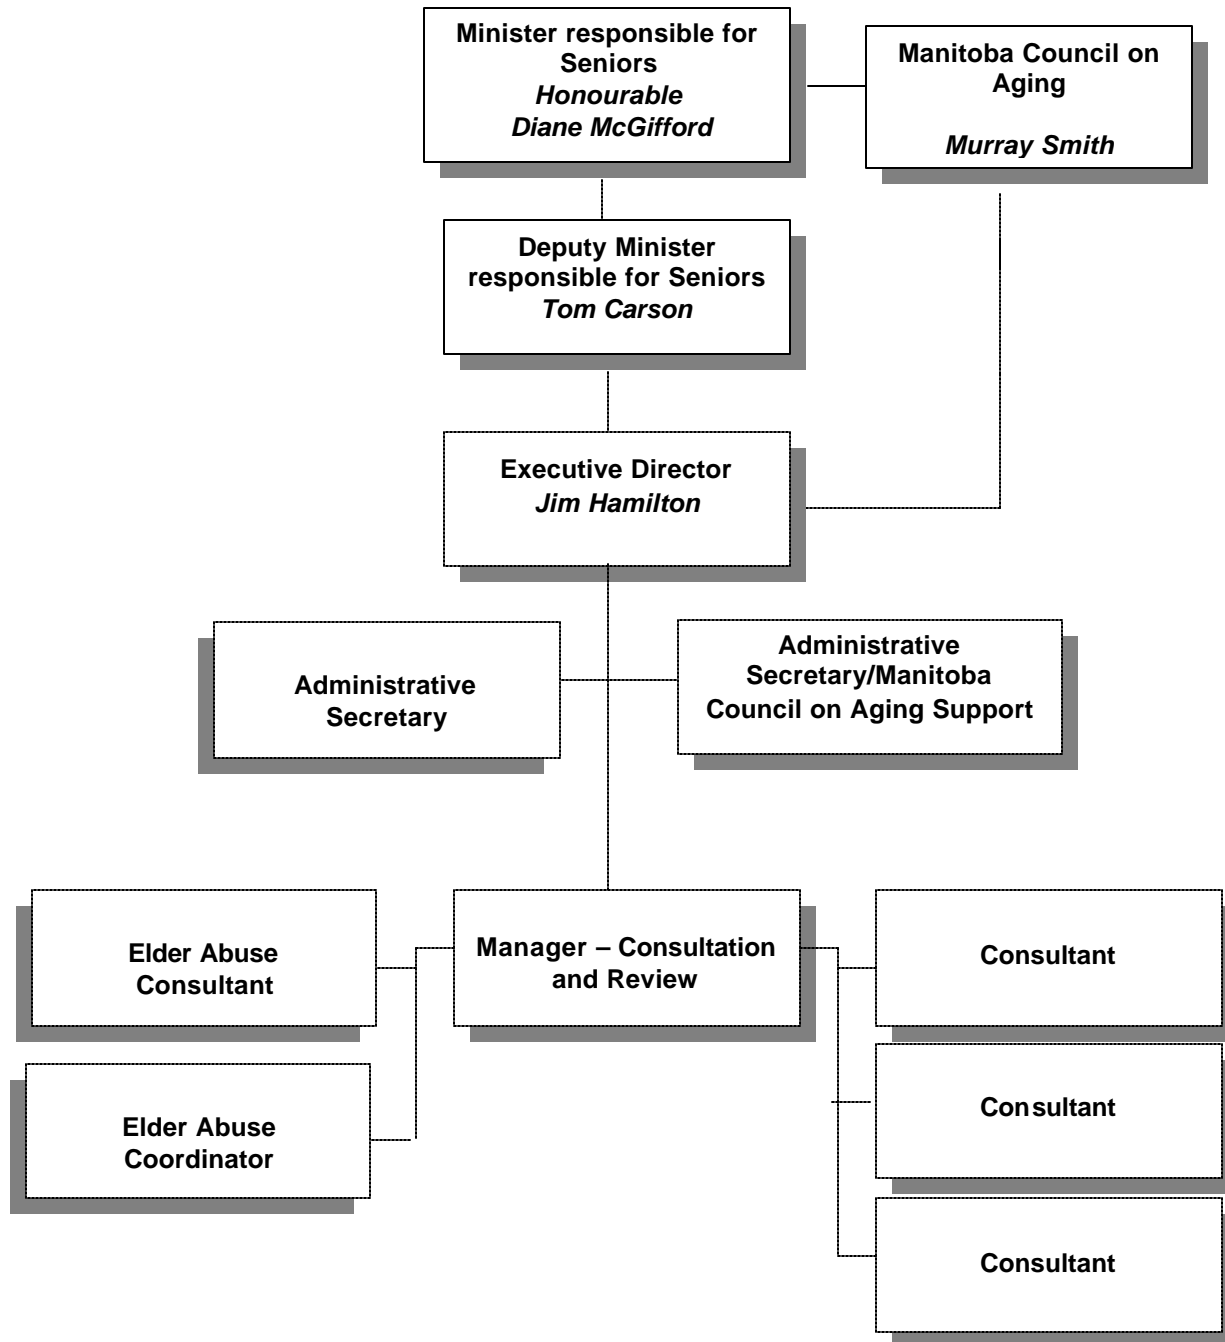 Minister responsible for
Seniors
Honourable
Diane McGifford
Manitoba Council on
Aging
Murray Smith
Deputy Minister
responsible for Seniors
Tom Carson
Executive Director
Jim Hamilton
Administrative
Secretary
Administrative
Secretary/Manitoba
Council on Aging Support
Elder Abuse
Consultant
Manager – Consultation
and Review
Consultant
Elder Abuse
Coordinator
Consultant
Consultant